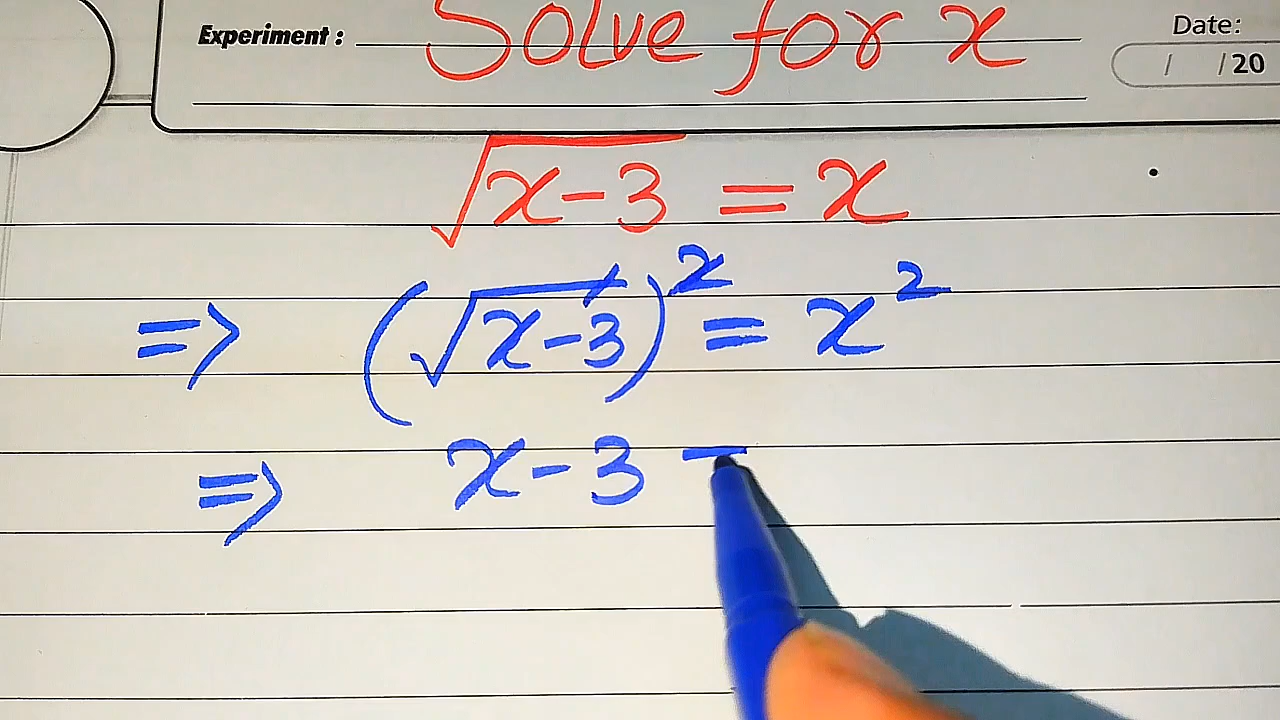 Experiment : Solve for x
Date:
/ /20
√x-3 = x
=> (√x-3)² = x²
=> x-3 -